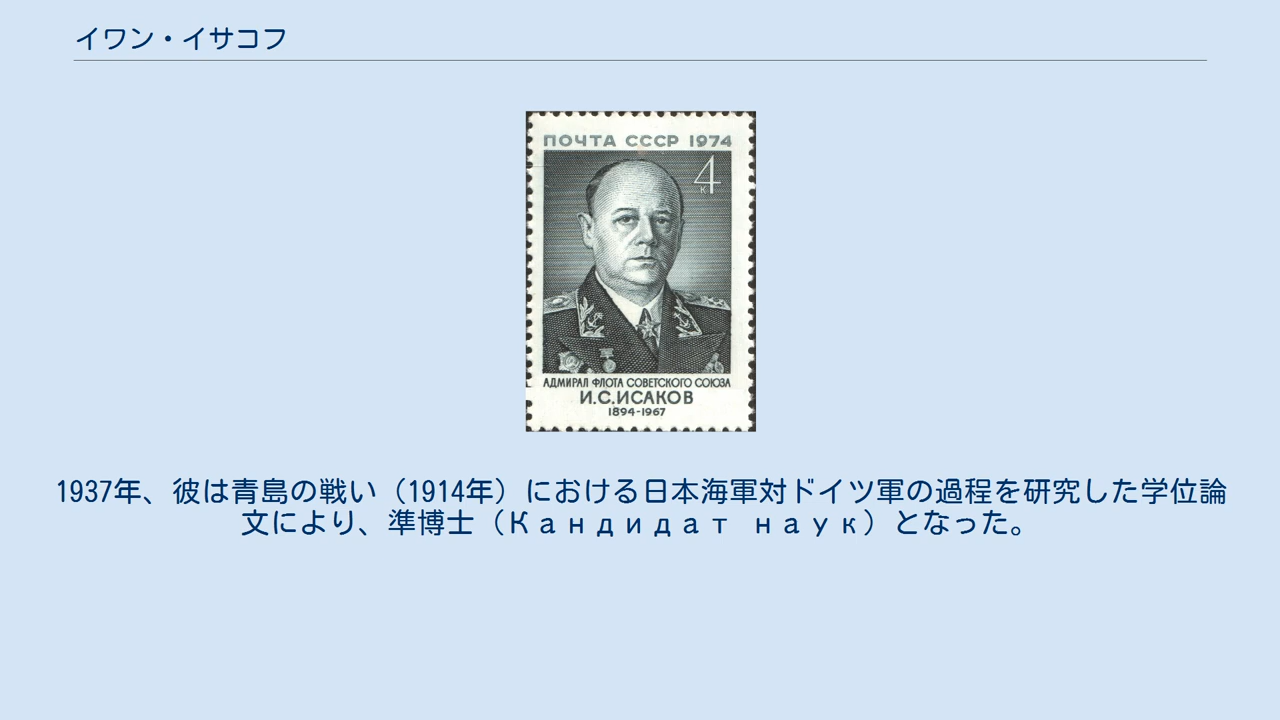 イワン・イサコフ
ПОЧТА СССР 1974
4
К
АДМИРАЛ ФЛОТА СОВЕТСКОГО СОЮЗА
И.С.ИСАКОВ
1894-1967
1937年、彼は青島の戦い（1914年）における日本海軍対ドイツ軍の過程を研究した学位論
文により、準博士（Кандидат наук）となった。